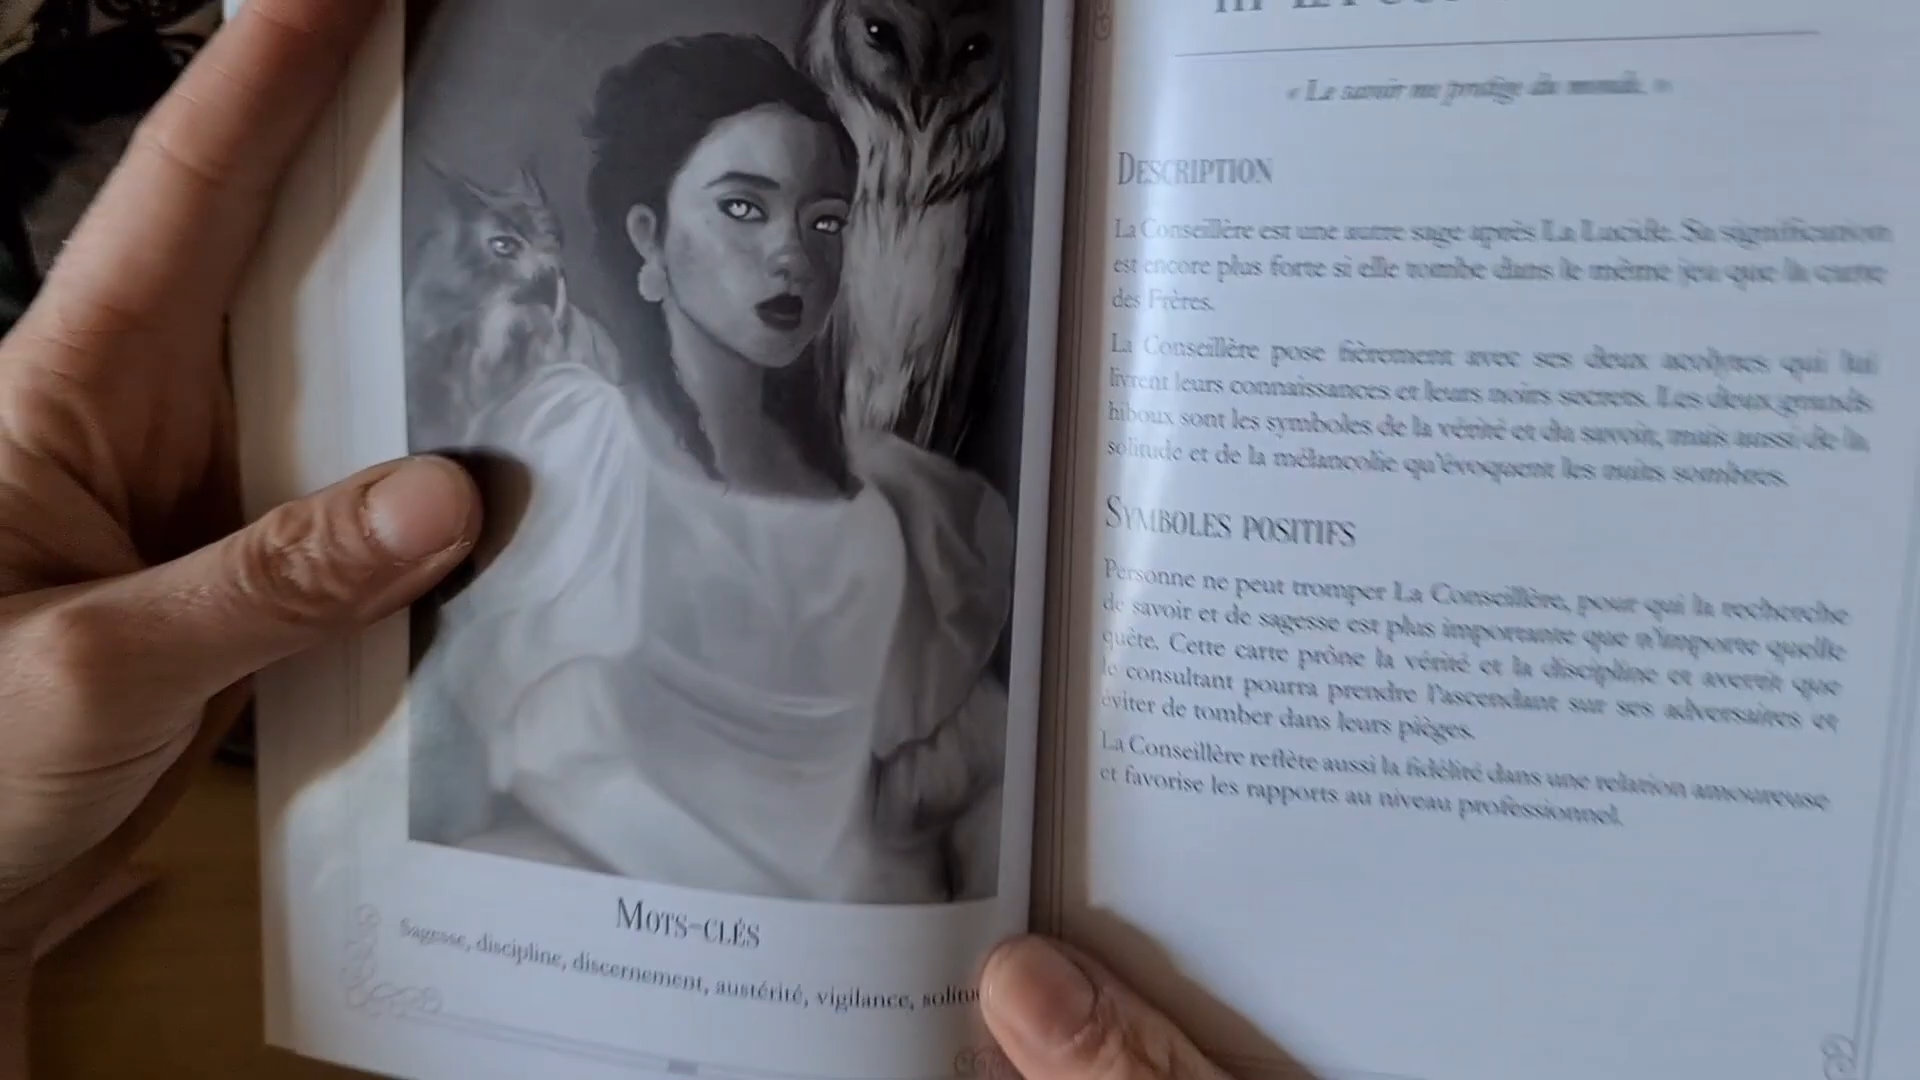 Mots-clés
Sagesse, discipline, discernement, austérité, vigilance,
« Le savoir me protège du monde. »
Description
La Conseillère est une autre sage après La Lucide. Sa signification
est encore plus forte si elle tombe dans le même jeu que la carte
des Frères.
La Conseillère pose fièrement avec ses deux acolytes qui lui
livrent leurs connaissances et leurs noirs secrets. Les deux grands
hiboux sont les symboles de la vérité et du savoir, mais aussi de la
solitude et de la mélancolie qu'évoquent les nuits sombres.
Symboles positifs
Personne ne peut tromper La Conseillère, pour qui la recherche
de savoir et de sagesse est plus importante que n'importe quelle
quête. Cette carte prône la vérité et la discipline et avertit que
le consultant pourra prendre l'ascendant sur ses adversaires et
éviter de tomber dans leurs pièges.
La Conseillère reflète aussi la fidélité dans une relation amoureuse
et favorise les rapports au niveau professionnel.